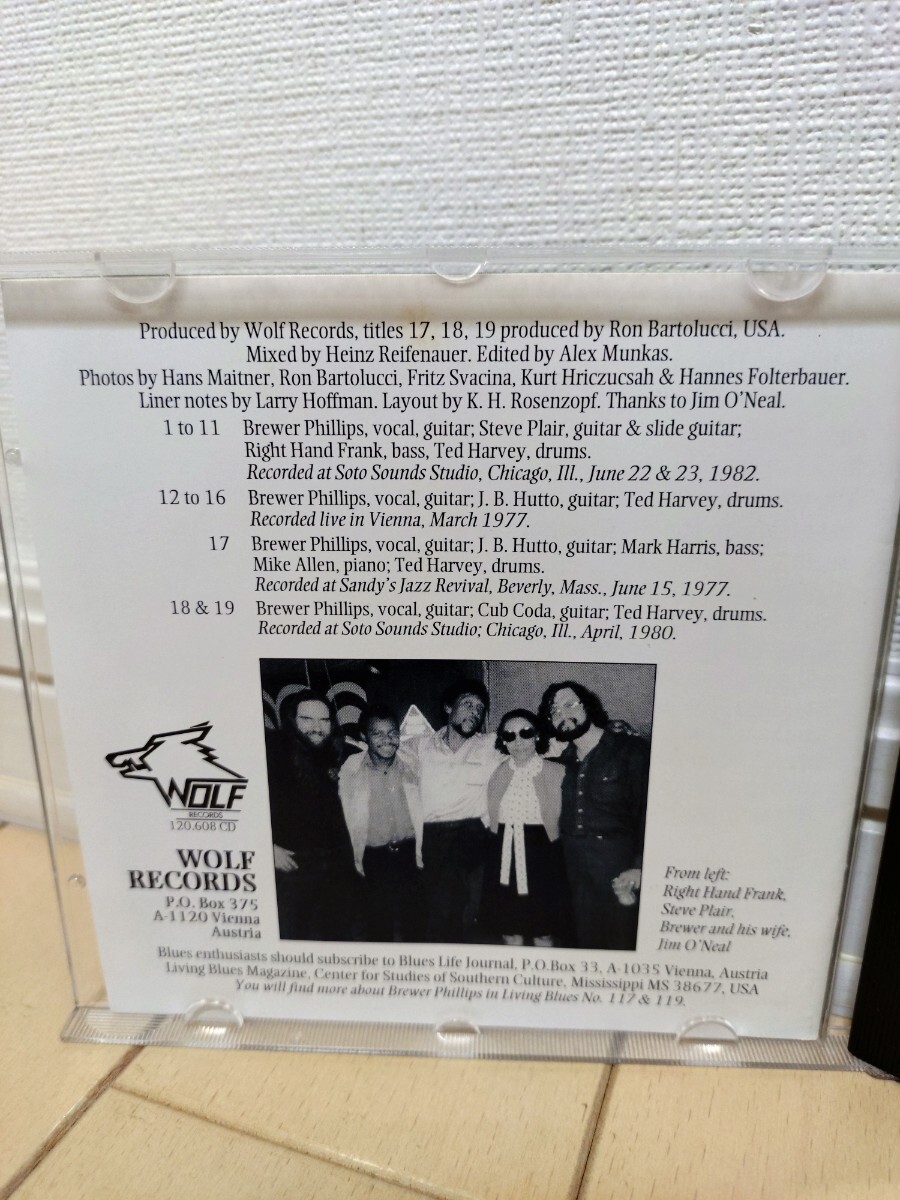 Produced by Wolf Records, titles 17, 18, 19 produced by Ron Bartolucci, USA.
Mixed by Heinz Reifenauer. Edited by Alex Munkas.
Photos by Hans Maitner, Ron Bartolucci, Fritz Svacina, Kurt Hriczucsah & Hannes Folterbauer.
Liner notes by Larry Hoffman. Layout by K. H. Rosenzopf. Thanks to Jim O'Neal.
1 to 11 Brewer Phillips, vocal, guitar; Steve Plair, guitar & slide guitar;
Right Hand Frank, bass, Ted Harvey, drums.
Recorded at Soto Sounds Studio, Chicago, Ill., June 22 & 23, 1982.
12 to 16 Brewer Phillips, vocal, guitar; J. B. Hutto, guitar; Ted Harvey, drums.
Recorded live in Vienna, March 1977.
17 Brewer Phillips, vocal, guitar; J. B. Hutto, guitar; Mark Harris, bass;
Mike Allen, piano; Ted Harvey, drums.
Recorded at Sandy's Jazz Revival, Beverly, Mass., June 15, 1977.
18 & 19 Brewer Phillips, vocal, guitar; Cub Coda, guitar; Ted Harvey, drums.
Recorded at Soto Sounds Studio; Chicago, Ill., April, 1980.
WOLF
RECORDS
120.608 CD
WOLF
RECORDS
P.O. Box 375
A-1120 Vienna
Austria
From left:
Right Hand Frank,
Steve Plair,
Brewer and his wife,
Jim O'Neal
Blues enthusiasts should subscribe to Blues Life Journal, P.O.Box 33, A-1035 Vienna, Austria
Living Blues Magazine, Center for Studies of Southern Culture, Mississippi MS 38677, USA
You will find more about Brewer Phillips in Living Blues No. 117 & 119.